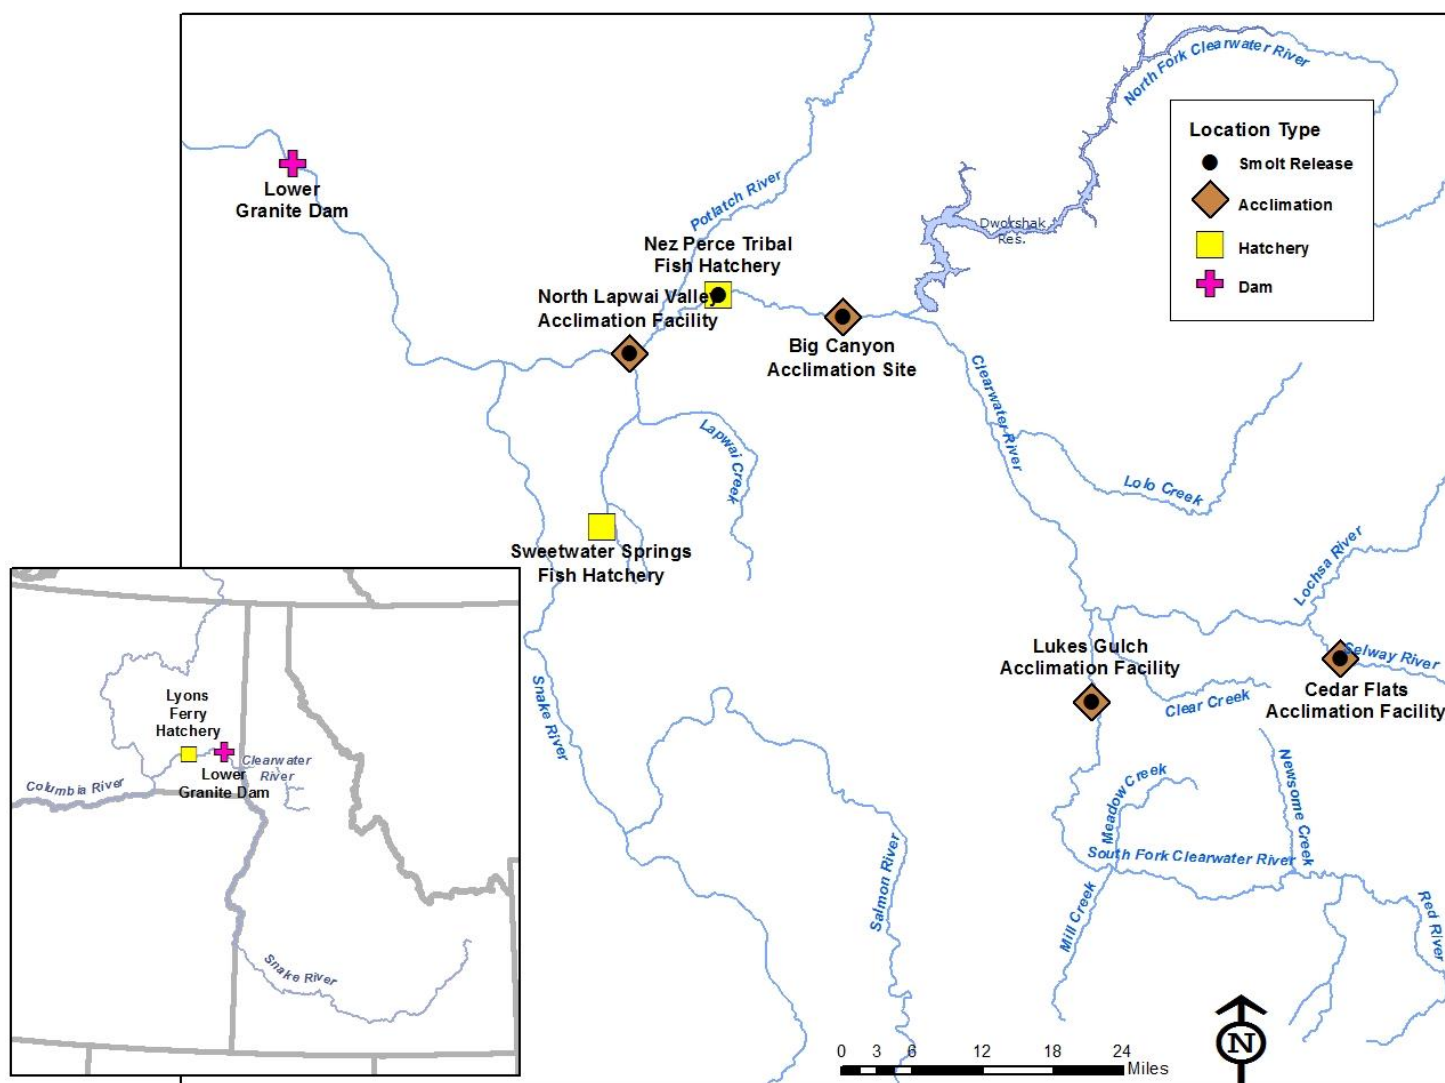 North Fork Clearwater River
Location Type
Smolt Release
Acclimation
Hatchery
Dam
Lower
Granite Dam
Potlatch River
Dworshak
Res.
Nez Perce Tribal
Fish Hatchery
North Lapwai Valley
Acclimation Facility
Big Canyon
Acclimation Site
Clearwater River
Lapwai Creek
Lolo Creek
Sweetwater Springs
Fish Hatchery
Lochsa River
Lukes Gulch
Acclimation Facility
Selway River
Cedar Flats
Acclimation Facility
Clear Creek
Snake River
Meadow Creek
Newsome Creek
South Fork Clearwater River
Salmon River
Mill Creek
Red River
Lyons
Ferry
Hatchery
Clearwater
River
Lower
Granite Dam
Columbia River
Snake River
0 3 6 12 18 24
Miles
N